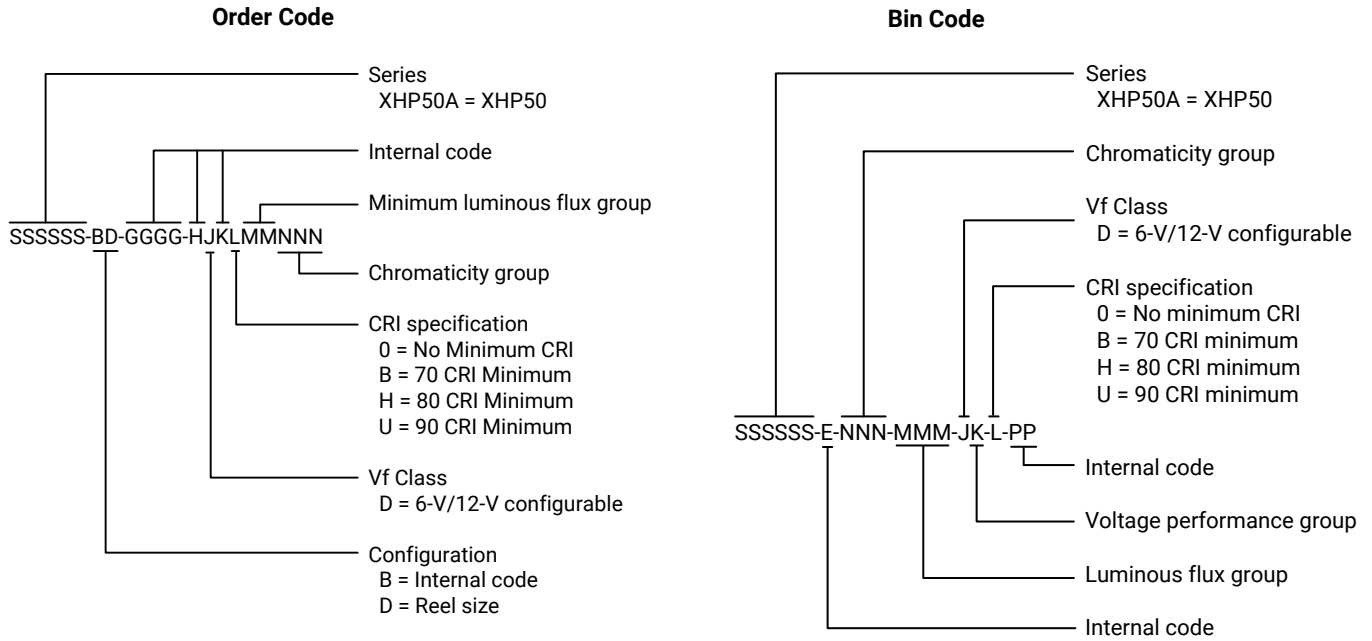 Order Code
Series
XHP50A = XHP50
Internal code
Minimum luminous flux group
SSSSSS-BD-GGGG-HJKLMMNNN
Chromaticity group
CRI specification
0 = No Minimum CRI
B = 70 CRI Minimum
H = 80 CRI Minimum
U = 90 CRI Minimum
Vf Class
D = 6-V/12-V configurable
Configuration
B = Internal code
D = Reel size
Bin Code
Series
XHP50A = XHP50
Chromaticity group
Vf Class
D = 6-V/12-V configurable
CRI specification
0 = No minimum CRI
B = 70 CRI minimum
H = 80 CRI minimum
U = 90 CRI minimum
SSSSSS-E-NNN-MMM-JK-L-PP
Internal code
Voltage performance group
Luminous flux group
Internal code